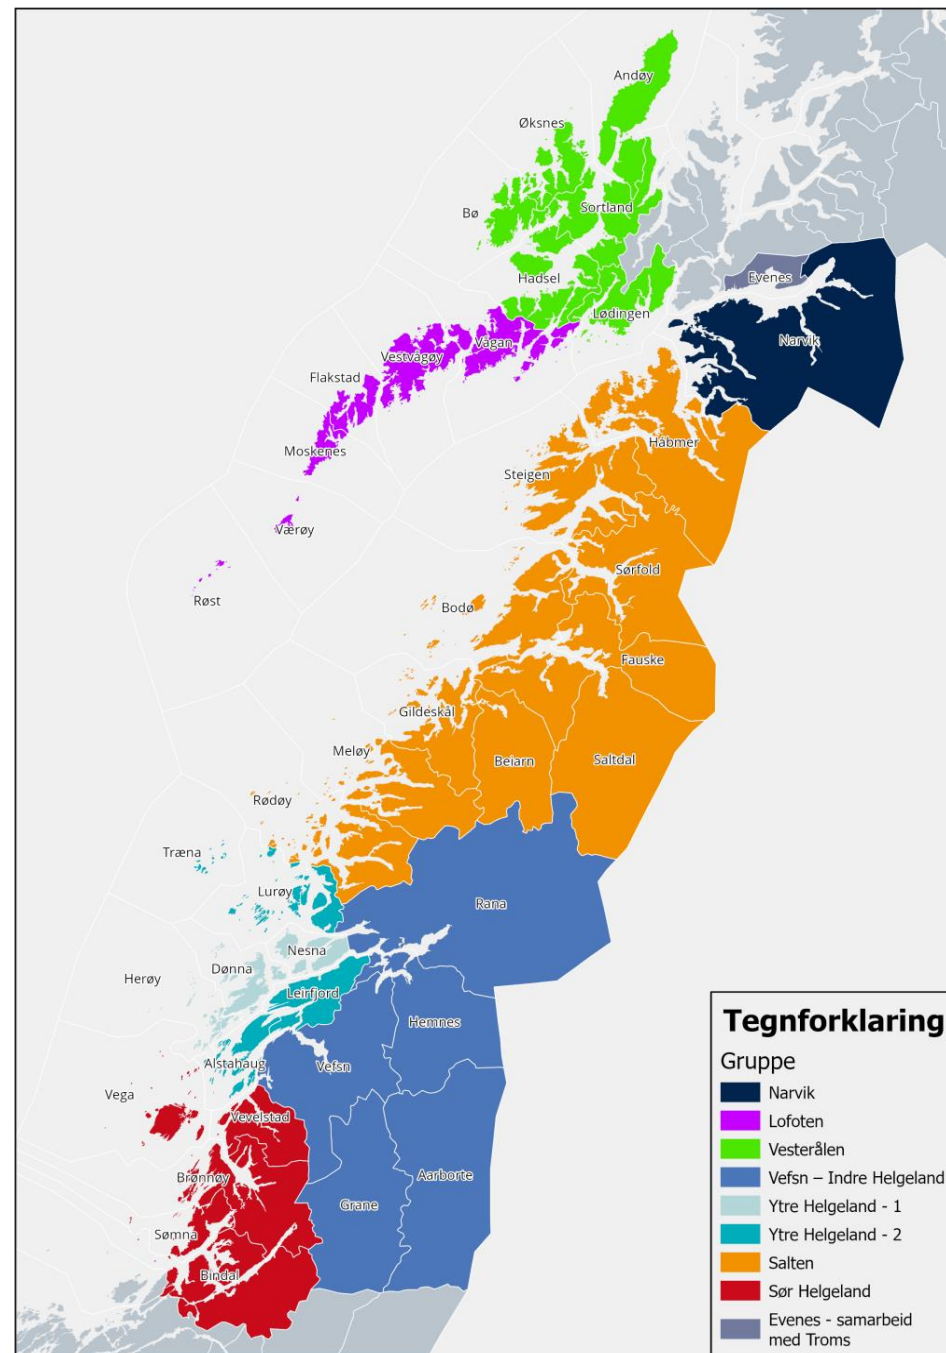 Andøy
Øksnes
Bø
Sortland
Hadsel
Evenes
Lødingen
Narvik
Vågan
Vestvågøy
Flakstad
Moskenes
Hábmer
Steigen
Værøy
Sørfold
Røst
Bodø
Fauske
Gildeskål
Meløy
Beiarn
Saltdal
Rødøy
Træna
Lurøy
Rana
Nesna
Dønna
Herøy
Leirfjord
Hemnes
Alstahaug
Vefsn
Vega
Vevelstad
Brønnøy
Aarborte
Grane
Sømna
Bindal
Tegnforklaring
Gruppe
Narvik
Lofoten
Vesterålen
Vefsn – Indre Helgeland
Ytre Helgeland - 1
Ytre Helgeland - 2
Salten
Sør Helgeland
Evenes - samarbeid
med Troms